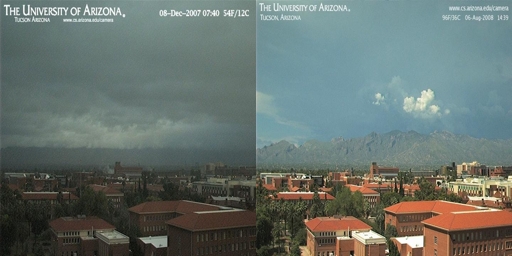 THE UNIVERSITY OF ARIZONA.
TUCSON, ARIZONA www.cs.arizona.edu/camera
08-Dec-2007 07:40 54F/12C
THE UNIVERSITY OF ARIZONA.
TUCSON, ARIZONA
www.cs.arizona.edu/camera
96F/36C 06-Aug-2008 14:39